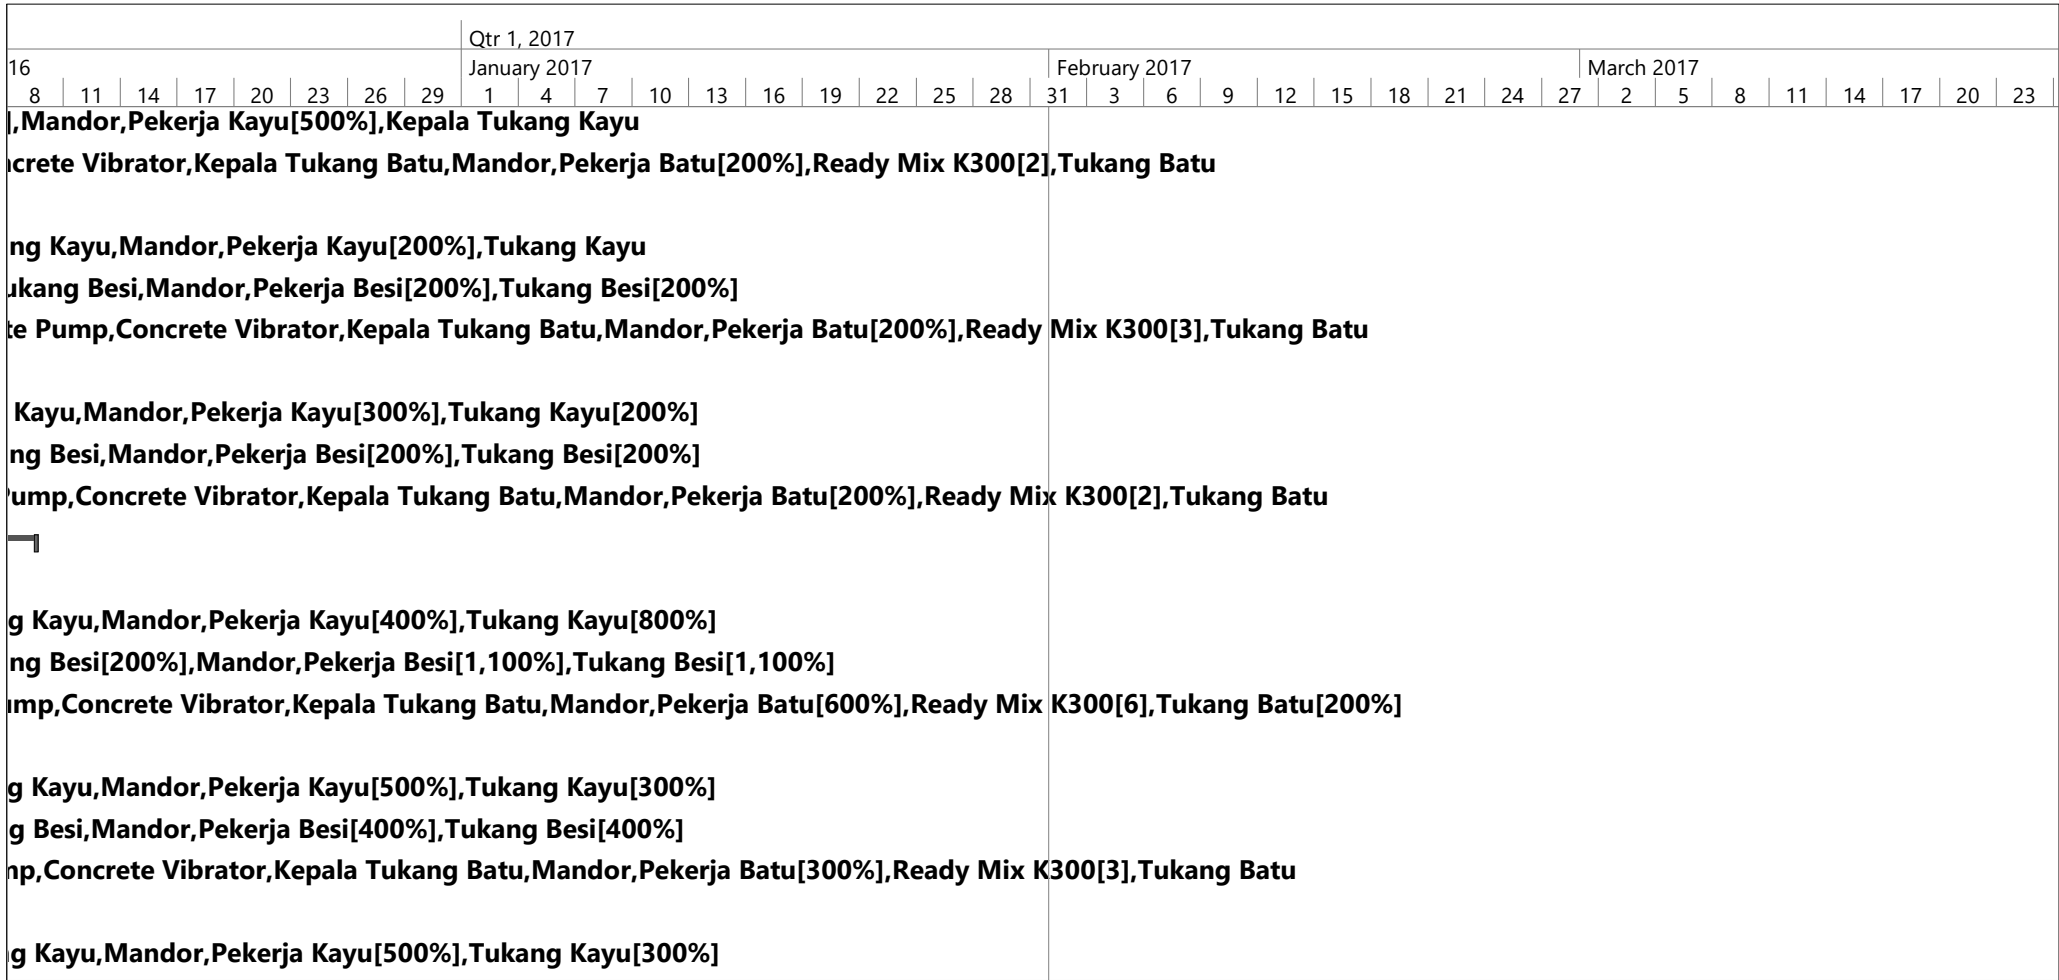 Qtr 1, 2017
16 January 2017 February 2017 March 2017
8 11 14 17 20 23 26 29 1 4 7 10 13 16 19 22 25 28 31 3 6 9 12 15 18 21 24 27 2 5 8 11 14 17 20 23
],Mandor,Pekerja Kayu[500%],Kepala Tukang Kayu
crete Vibrator,Kepala Tukang Batu,Mandor,Pekerja Batu[200%],Ready Mix K300[2],Tukang Batu
ng Kayu,Mandor,Pekerja Kayu[200%],Tukang Kayu
ukang Besi,Mandor,Pekerja Besi[200%],Tukang Besi[200%]
te Pump,Concrete Vibrator,Kepala Tukang Batu,Mandor,Pekerja Batu[200%],Ready Mix K300[3],Tukang Batu
Kayu,Mandor,Pekerja Kayu[300%],Tukang Kayu[200%]
ng Besi,Mandor,Pekerja Besi[200%],Tukang Besi[200%]
Pump,Concrete Vibrator,Kepala Tukang Batu,Mandor,Pekerja Batu[200%],Ready Mix K300[2],Tukang Batu
g Kayu,Mandor,Pekerja Kayu[400%],Tukang Kayu[800%]
ng Besi[200%],Mandor,Pekerja Besi[1,100%],Tukang Besi[1,100%]
mp,Concrete Vibrator,Kepala Tukang Batu,Mandor,Pekerja Batu[600%],Ready Mix K300[6],Tukang Batu[200%]
g Kayu,Mandor,Pekerja Kayu[500%],Tukang Kayu[300%]
g Besi,Mandor,Pekerja Besi[400%],Tukang Besi[400%]
mp,Concrete Vibrator,Kepala Tukang Batu,Mandor,Pekerja Batu[300%],Ready Mix K300[3],Tukang Batu
g Kayu,Mandor,Pekerja Kayu[500%],Tukang Kayu[300%]